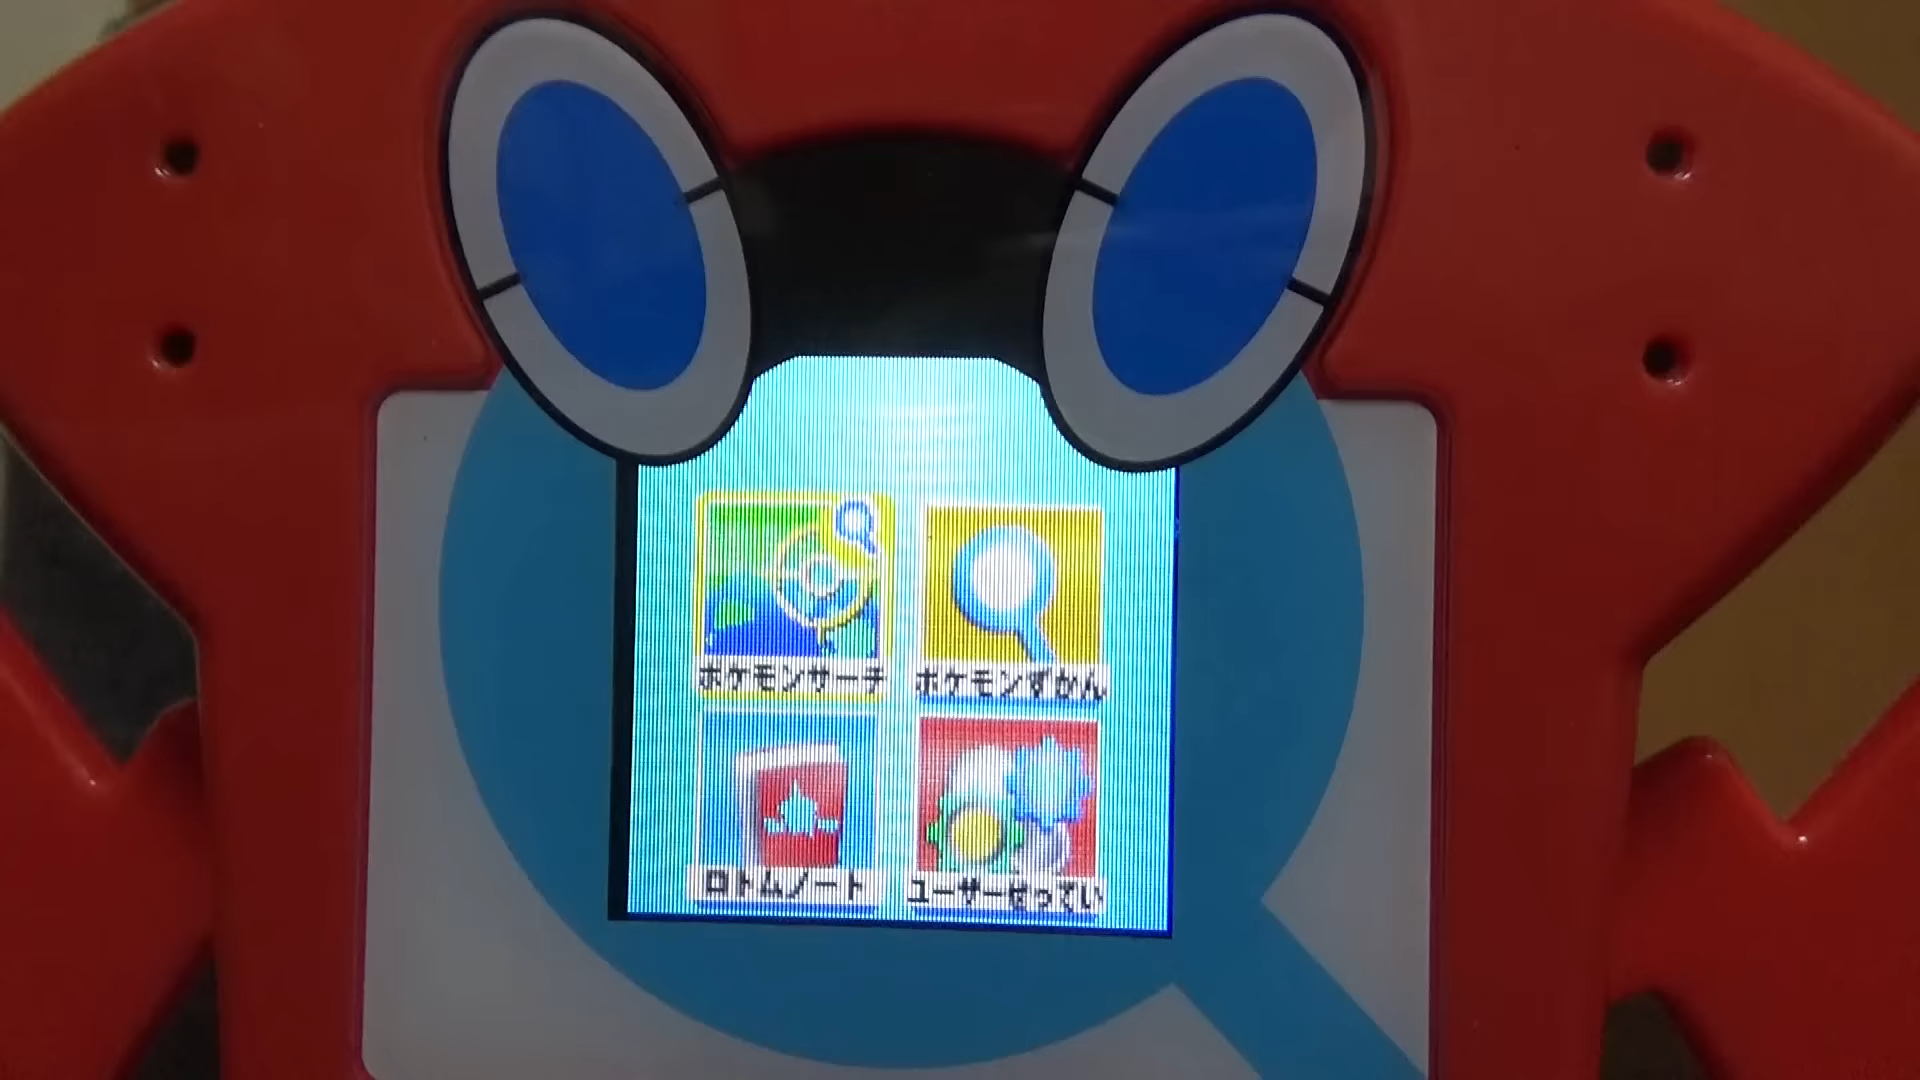 ポケモンサーチ
ポケモンずかん
ロトムノート
ユーザーせってい